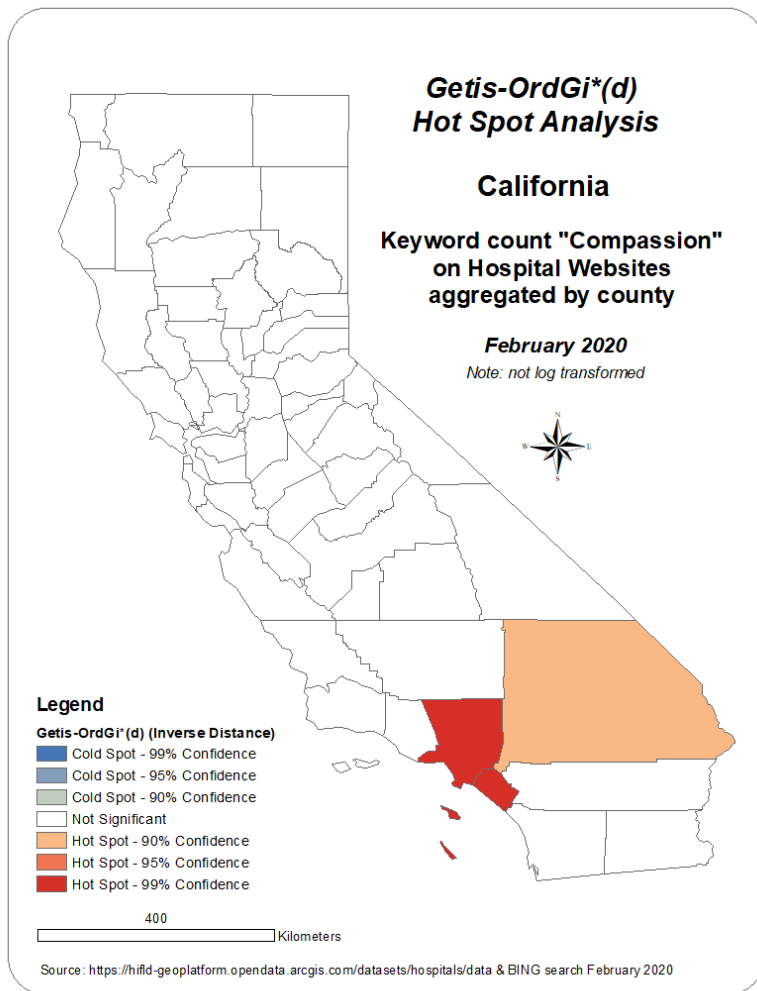 Getis-OrdGi*(d)
Hot Spot Analysis
California
Keyword count "Compassion"
on Hospital Websites
aggregated by county
February 2020
Note: not log transformed
N
W E
S
Legend
Getis-OrdGi*(d) (Inverse Distance)
Cold Spot - 99% Confidence
Cold Spot - 95% Confidence
Cold Spot - 90% Confidence
Not Significant
Hot Spot - 90% Confidence
Hot Spot - 95% Confidence
Hot Spot - 99% Confidence
400
Kilometers
Source: https://hifld-geoplatform.opendata.arcgis.com/datasets/hospitals/data & BING search February 2020